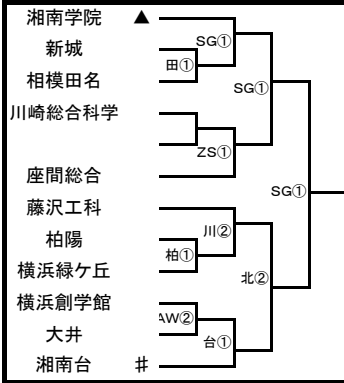 湘南学院 ▲
新城
相模田名
川崎総合科学
座間総合
藤沢工科
柏陽
横浜緑ケ丘
横浜創学館
大井
湘南台 #
SG①
田①
SG①
ZS①
SG①
川②
柏①
北②
AW②
台①